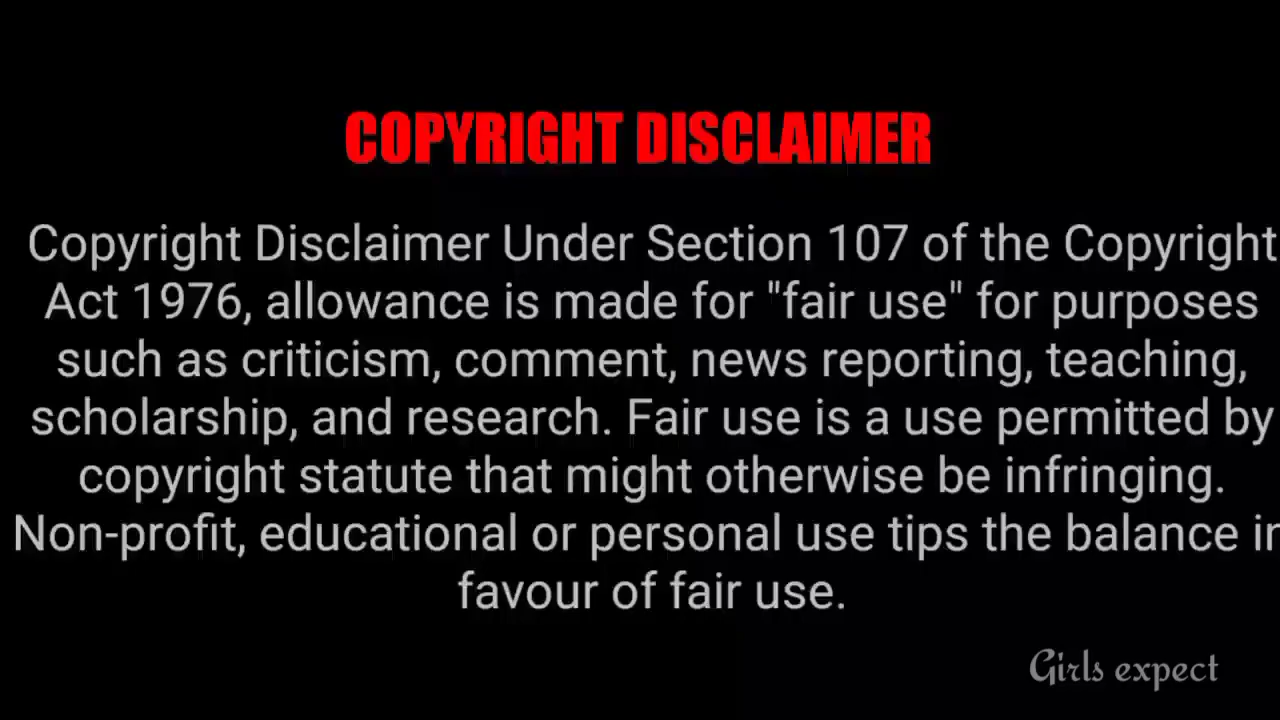 COPYRIGHT DISCLAIMER
Copyright Disclaimer Under Section 107 of the Copyright
Act 1976, allowance is made for "fair use" for purposes
such as criticism, comment, news reporting, teaching,
scholarship, and research. Fair use is a use permitted by
copyright statute that might otherwise be infringing.
Non-profit, educational or personal use tips the balance in
favour of fair use.
Girls expect